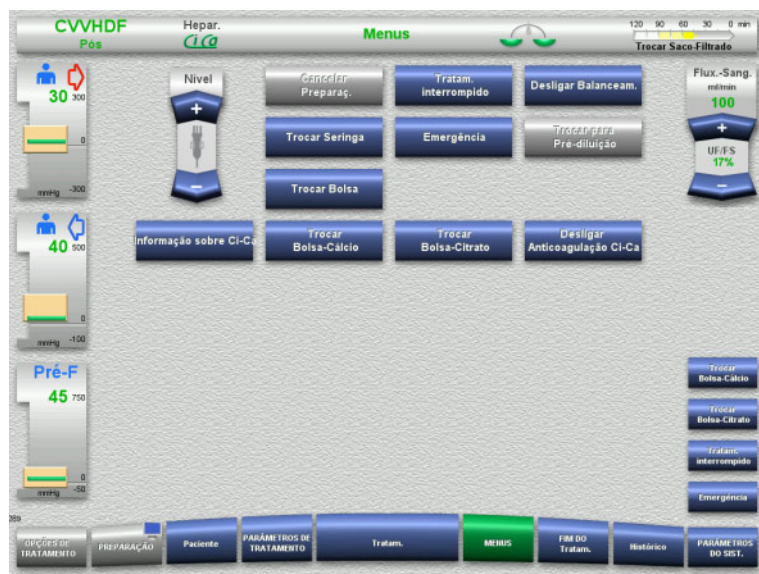 CVVHDF
Pós
Hepar.
Ci Ca
Menus
120 90 60 30 0 min
Trocar Saco-Filtrado
30
300
0
mmHg -300
40
500
0
mmHg -100
Pré-F
45
750
0
mmHg -50
Nível
+
−
Cancelar
Preparaç.
Tratam.
interrompido
Desligar Balanceam.
Trocar Seringa
Emergência
Trocar para
Pré-diluição
Trocar Bolsa
Informação sobre Ci-Ca
Trocar
Bolsa-Cálcio
Trocar
Bolsa-Citrato
Desligar
Anticoagulação Ci-Ca
Flux.-Sang.
ml/min
100
+
UF/FS
17%
−
Trocar
Bolsa-Cálcio
Trocar
Bolsa-Citrato
Tratam.
interrompido
Emergência
OPÇÕES DE
TRATAMENTO
PREPARAÇÃO
Paciente
PARÂMETROS DE
TRATAMENTO
Tratam.
MENUS
FIM DO
Tratam.
Histórico
PARÂMETROS
DO SIST.